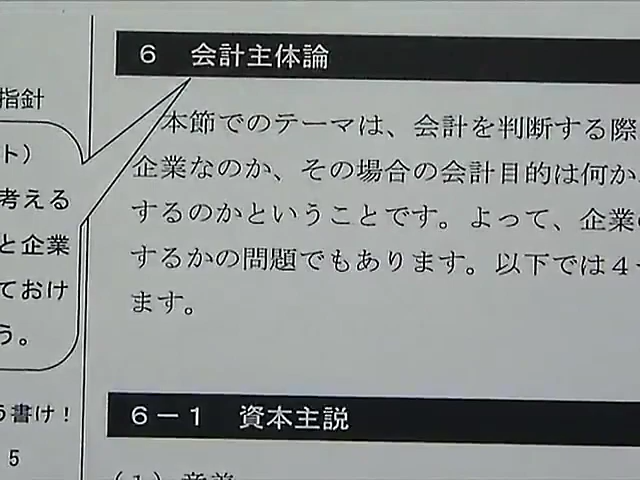 6 会計主体論
本節でのテーマは、会計を判断する際
企業なのか、その場合の会計目的は何か
するのかということです。よって、企業
するかの問題でもあります。以下では４
ます。
6－1 資本主説
（1）意義
指針
ト）
考える
と企業
ておけ
う。
う書け！
5